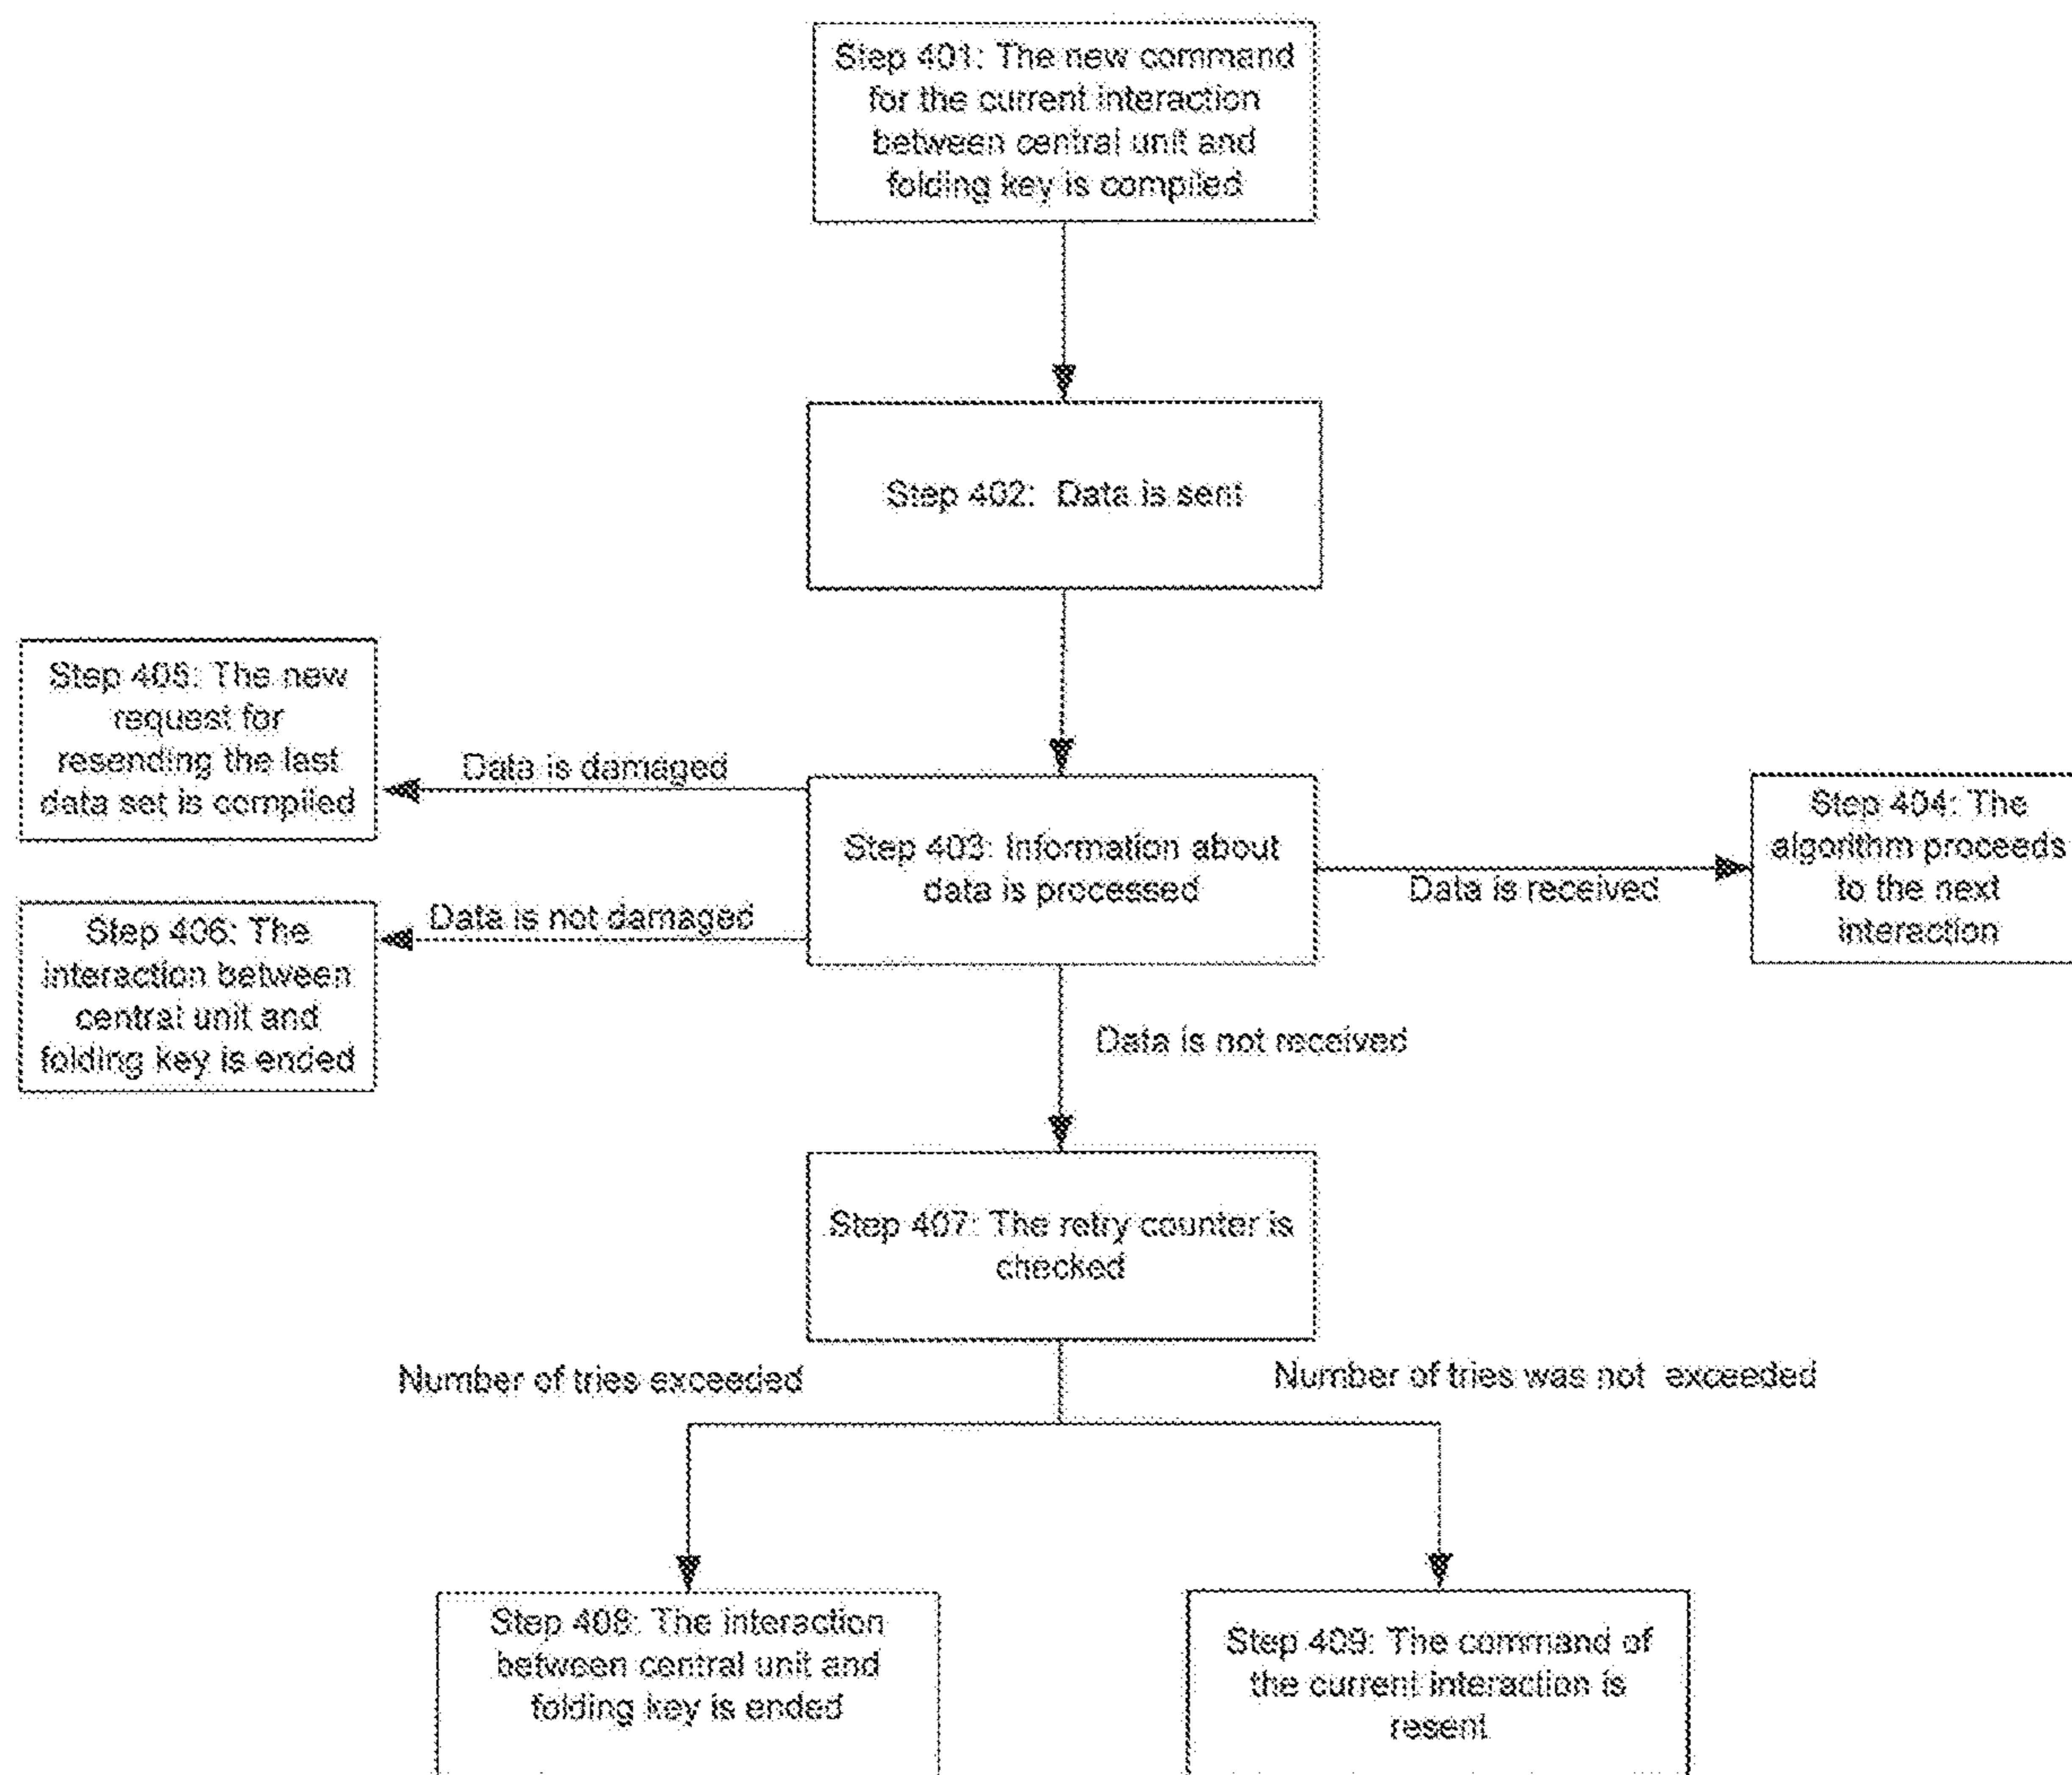 Step 401: The new command
for the current interaction
between central unit and
folding key is compiled
Step 402: Data is sent
Step 405: The new
request for
resending the last
data set is compiled
Data is damaged
Step 403: Information about
data is processed
Data is received
Step 404: The
algorithm proceeds
to the next
interaction
Data is not damaged
Step 406: The
interaction between
central unit and
folding key is ended
Data is not received
Step 407: The retry counter is
checked
Number of tries exceeded
Number of tries was not exceeded
Step 408: The interaction
between central unit and
folding key is ended
Step 409: The command of
the current interaction is
resent